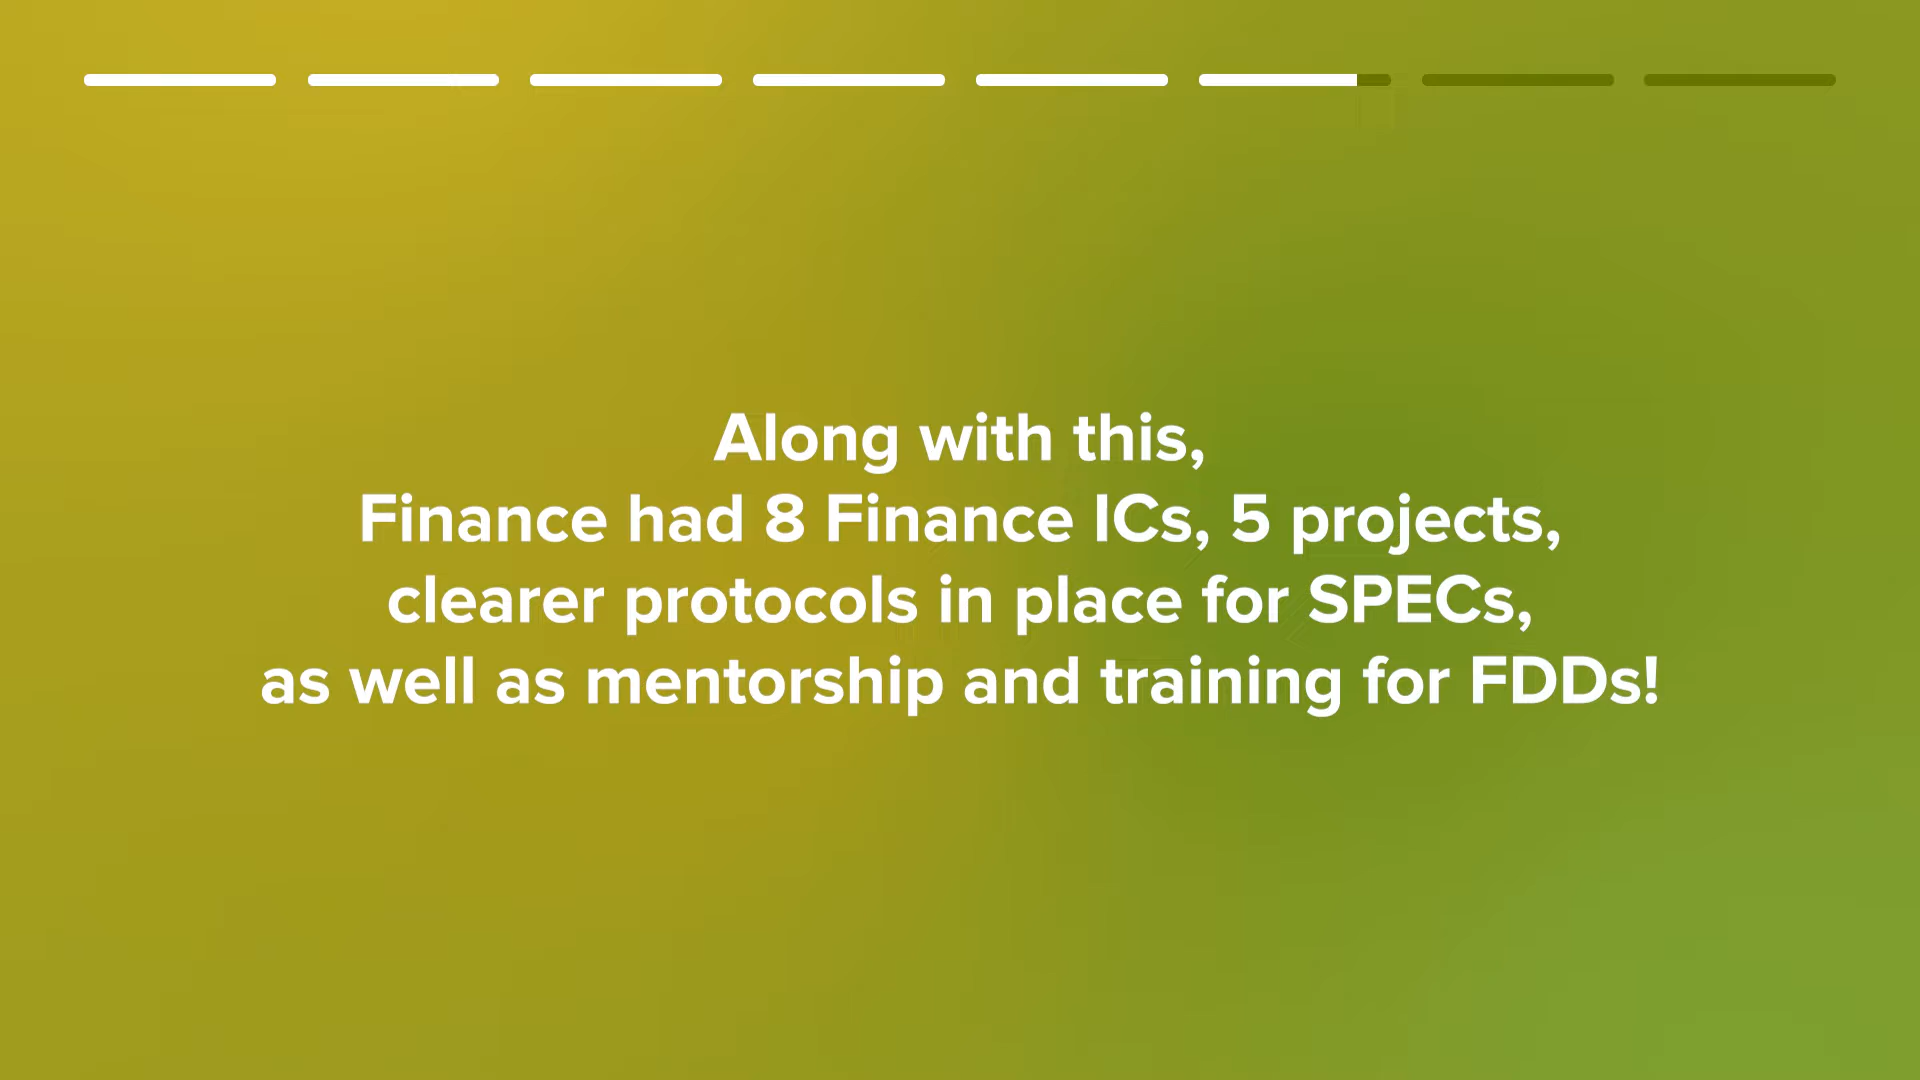 Along with this,
Finance had 8 Finance ICs, 5 projects,
clearer protocols in place for SPECs,
as well as mentorship and training for FDDs!